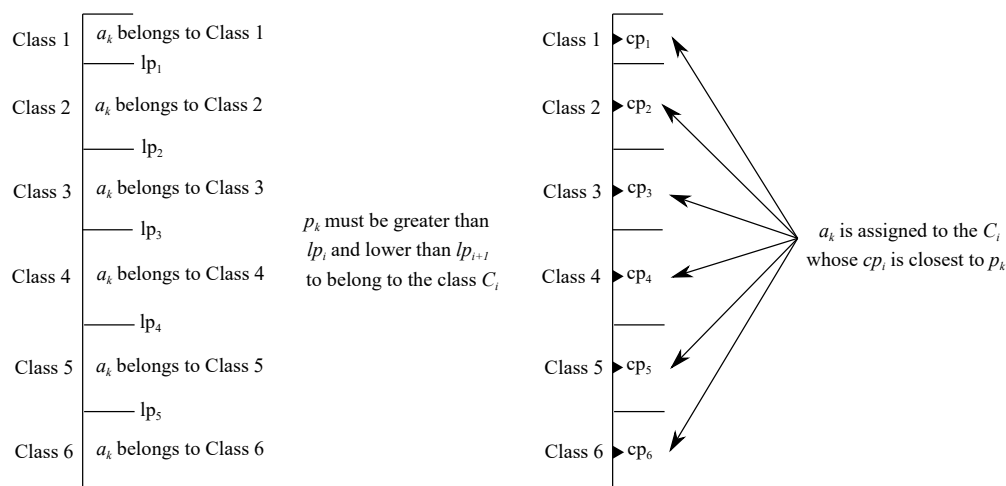 Class 1 a_k belongs to Class 1
lp_1
Class 2 a_k belongs to Class 2
lp_2
Class 3 a_k belongs to Class 3
lp_3
Class 4 a_k belongs to Class 4
lp_4
Class 5 a_k belongs to Class 5
lp_5
Class 6 a_k belongs to Class 6
p_k must be greater than
lp_i and lower than lp_{i+1}
to belong to the class C_i
Class 1 cp_1
Class 2 cp_2
Class 3 cp_3
Class 4 cp_4
Class 5 cp_5
Class 6 cp_6
a_k is assigned to the C_i
whose cp_i is closest to p_k